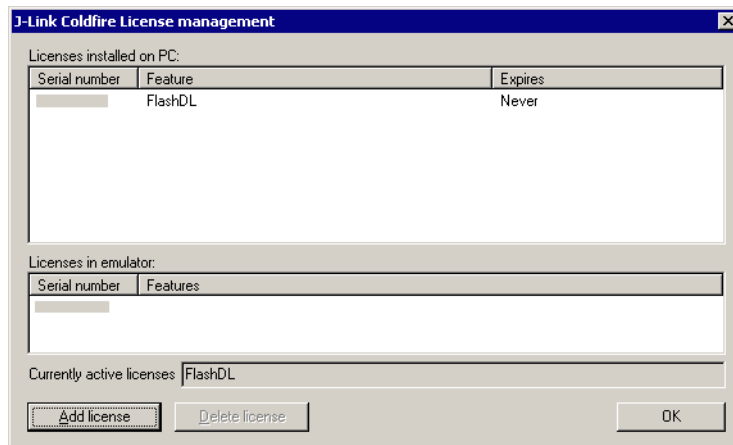 J-Link Coldfire License management
Licenses installed on PC:
Serial number Feature Expires
FlashDL Never
Licenses in emulator:
Serial number Features
Currently active licenses FlashDL
Add license Delete license OK